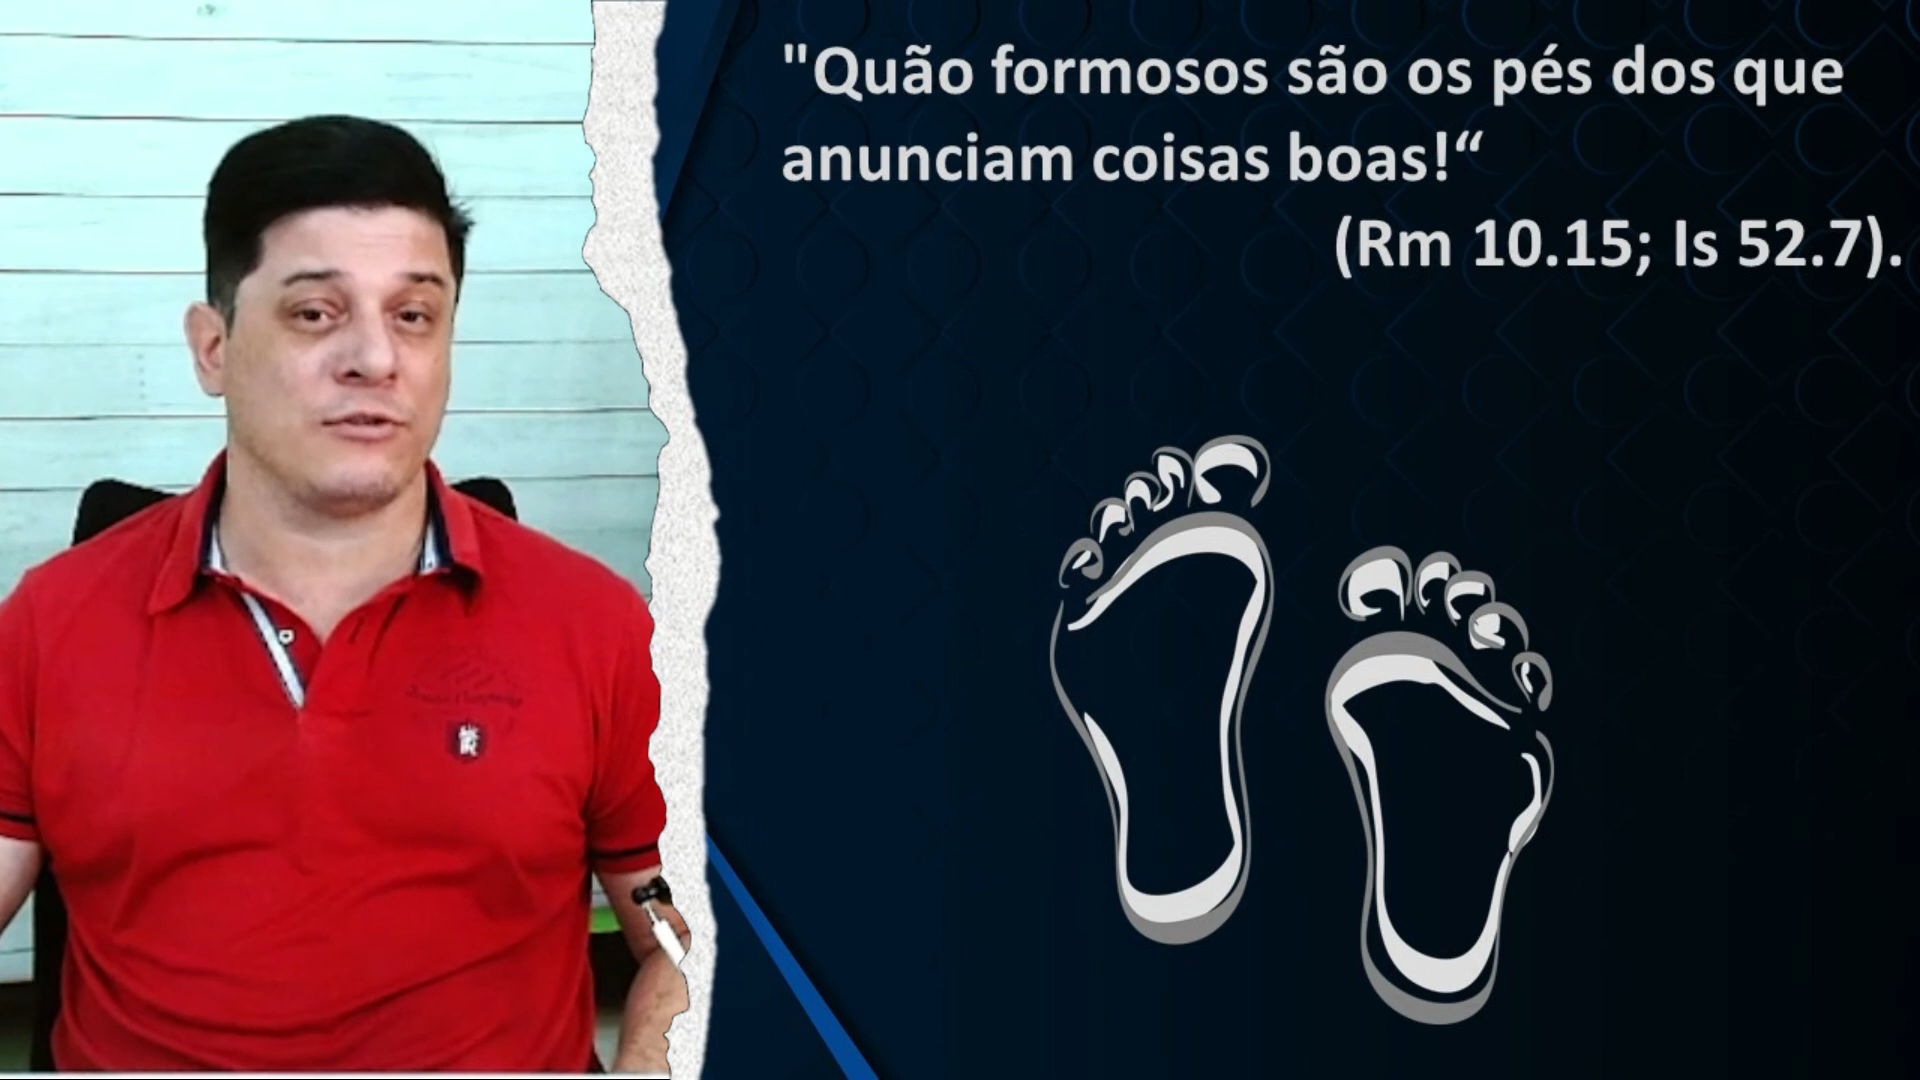 "Quão formosos são os pés dos que
anunciam coisas boas!“
(Rm 10.15; Is 52.7).